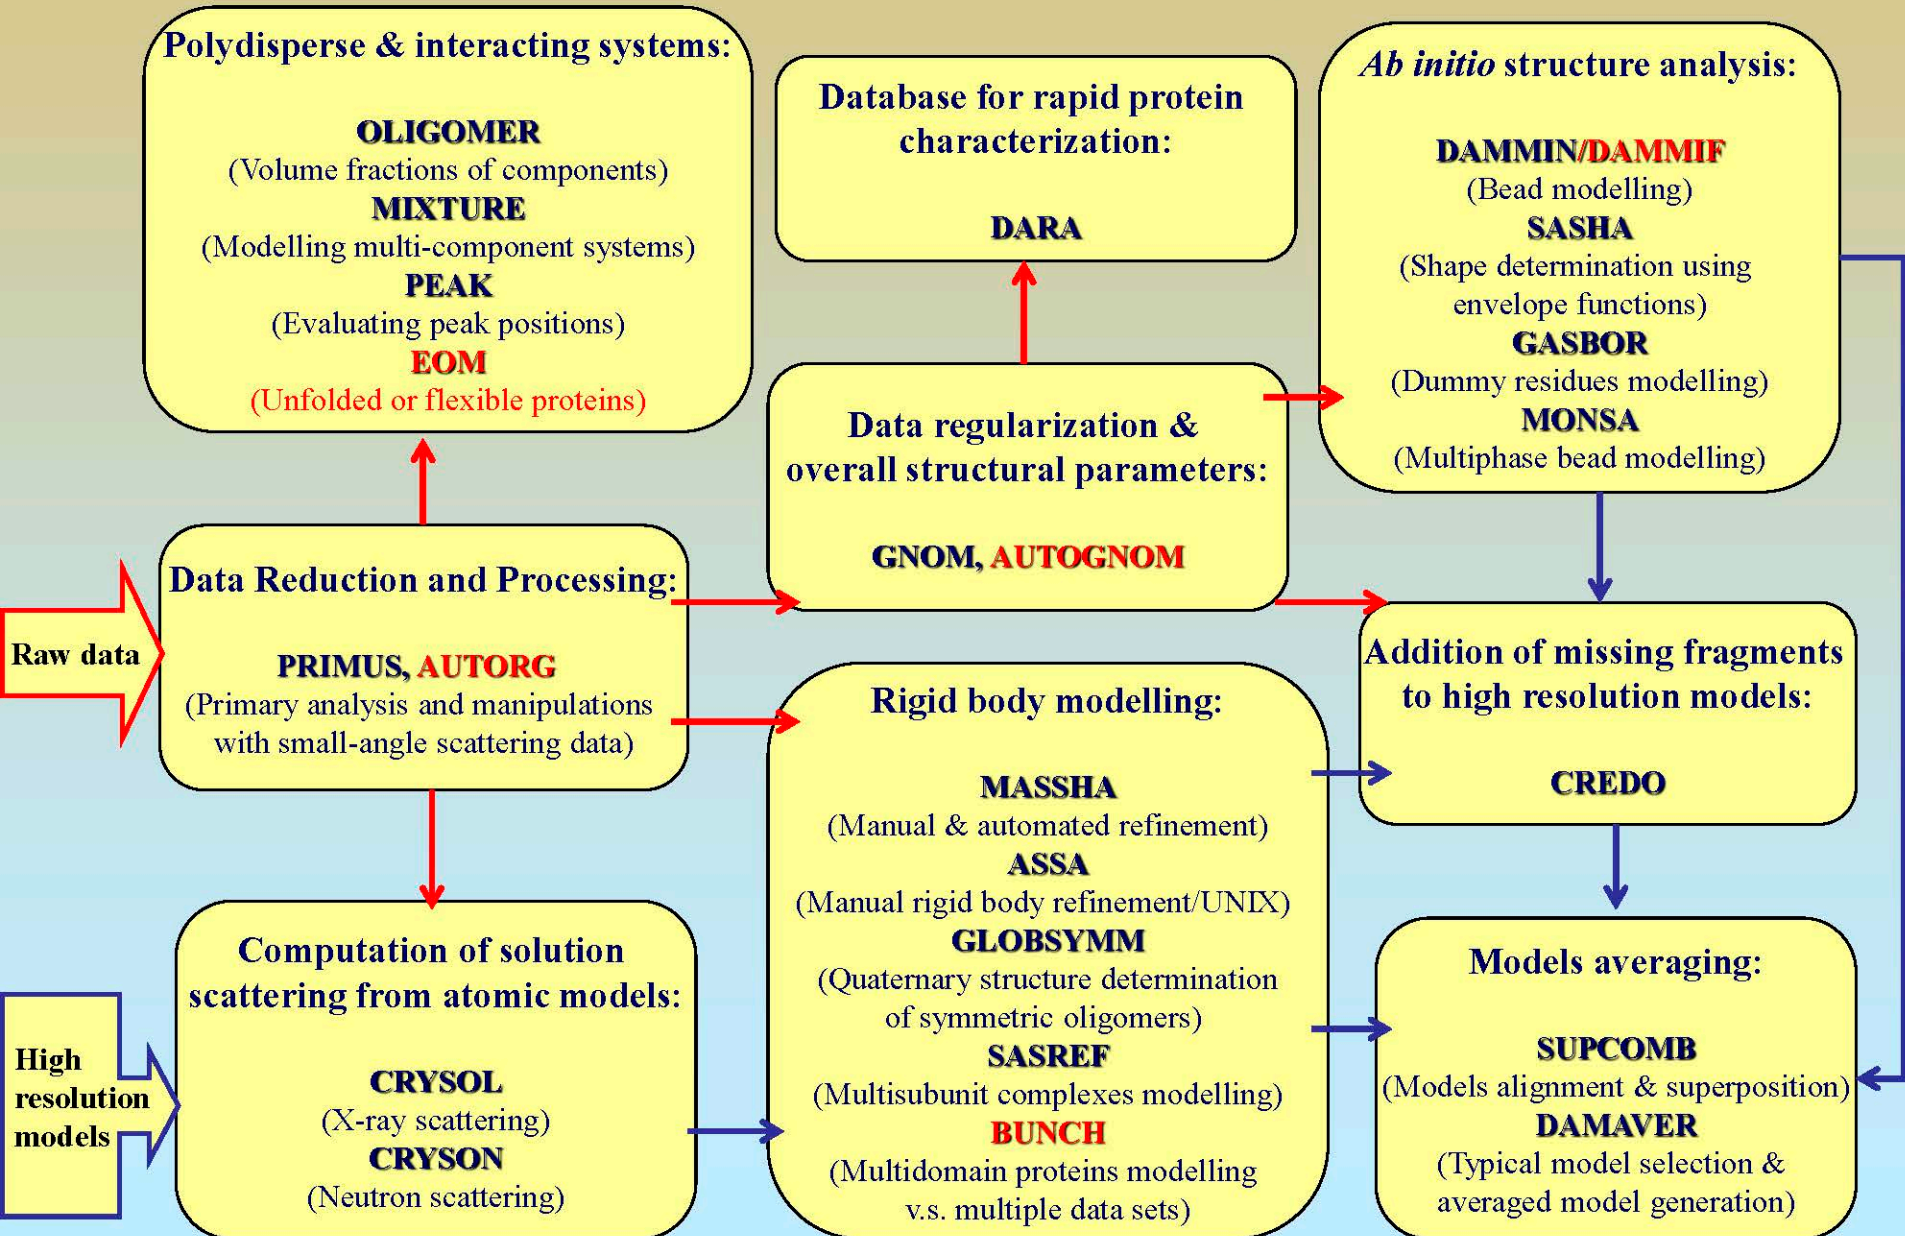 Polydisperse & interacting systems:
OLIGOMER
(Volume fractions of components)
MIXTURE
(Modelling multi-component systems)
PEAK
(Evaluating peak positions)
EOM
(Unfolded or flexible proteins)
Database for rapid protein
characterization:
DARA
Ab initio structure analysis:
DAMMIN/DAMMIF
(Bead modelling)
SASHA
(Shape determination using
envelope functions)
GASBOR
(Dummy residues modelling)
MONSA
(Multiphase bead modelling)
Data regularization &
overall structural parameters:
GNOM, AUTOGNOM
Raw data
Data Reduction and Processing:
PRIMUS, AUTORG
(Primary analysis and manipulations
with small-angle scattering data)
Rigid body modelling:
MASSHA
(Manual & automated refinement)
ASSA
(Manual rigid body refinement/UNIX)
GLOBSYMM
(Quaternary structure determination
of symmetric oligomers)
SASREF
(Multisubunit complexes modelling)
BUNCH
(Multidomain proteins modelling
v.s. multiple data sets)
Addition of missing fragments
to high resolution models:
CREDO
High
resolution
models
Computation of solution
scattering from atomic models:
CRYSOL
(X-ray scattering)
CRYSON
(Neutron scattering)
Models averaging:
SUPCOMB
(Models alignment & superposition)
DAMAVER
(Typical model selection &
averaged model generation)